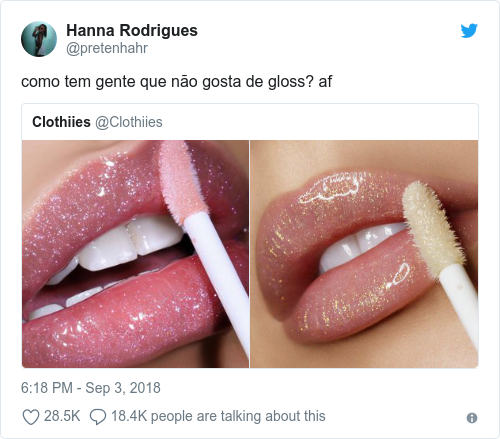 Hanna Rodrigues
@pretenhahr
como tem gente que não gosta de gloss? af
Clothiies @Clothiies
6:18 PM - Sep 3, 2018
28.5K 18.4K people are talking about this